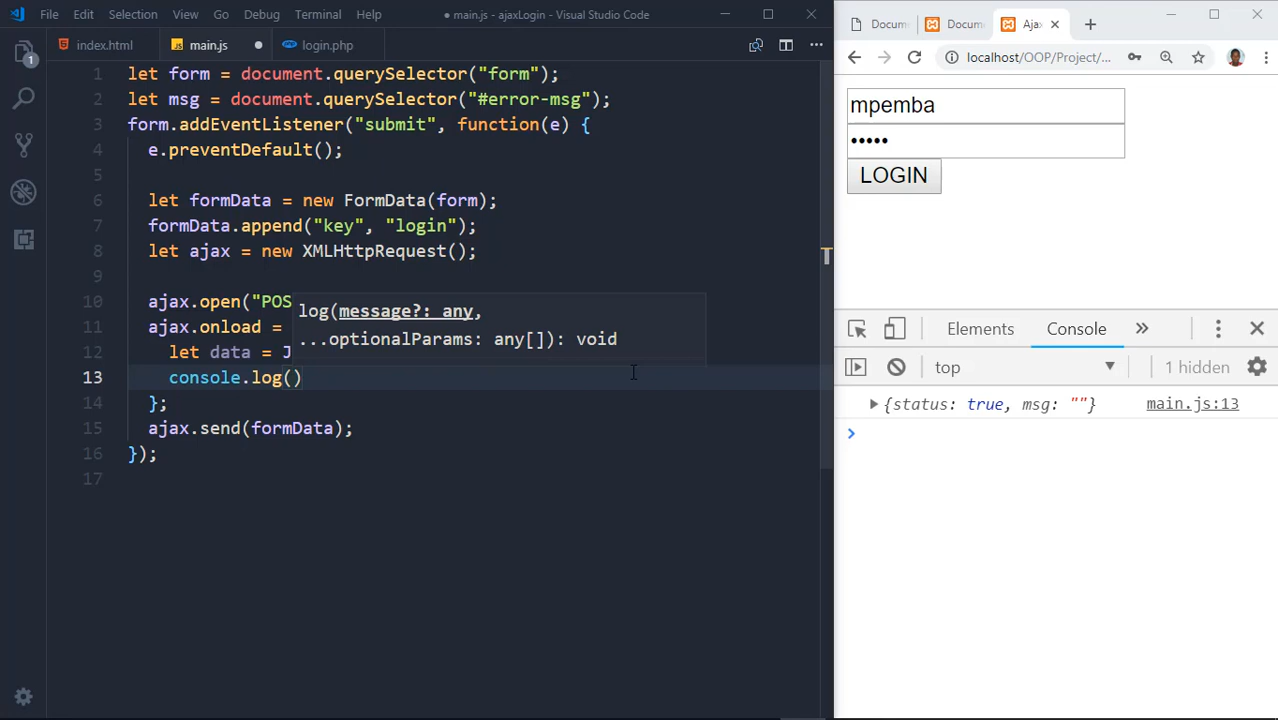 File Edit Selection View Go Debug Terminal Help
● main.js - ajaxLogin - Visual Studio Code
index.html
main.js
login.php
1
1 let form = document.querySelector("form");
2 let msg = document.querySelector("#error-msg");
3 form.addEventListener("submit", function(e) {
4 e.preventDefault();
5
6 let formData = new FormData(form);
7 formData.append("key", "login");
8 let ajax = new XMLHttpRequest();
9
10 ajax.open("POS
11 ajax.onload =
12 let data = J
13 console.log()
14 };
15 ajax.send(formData);
16 });
17
log(message?: any,
...optionalParams: any[]): void
Docum
Docum
Ajax
localhost/OOP/Project/...
mpemba
•••••
LOGIN
Elements Console »
top 1 hidden
{status: true, msg: ""} main.js:13